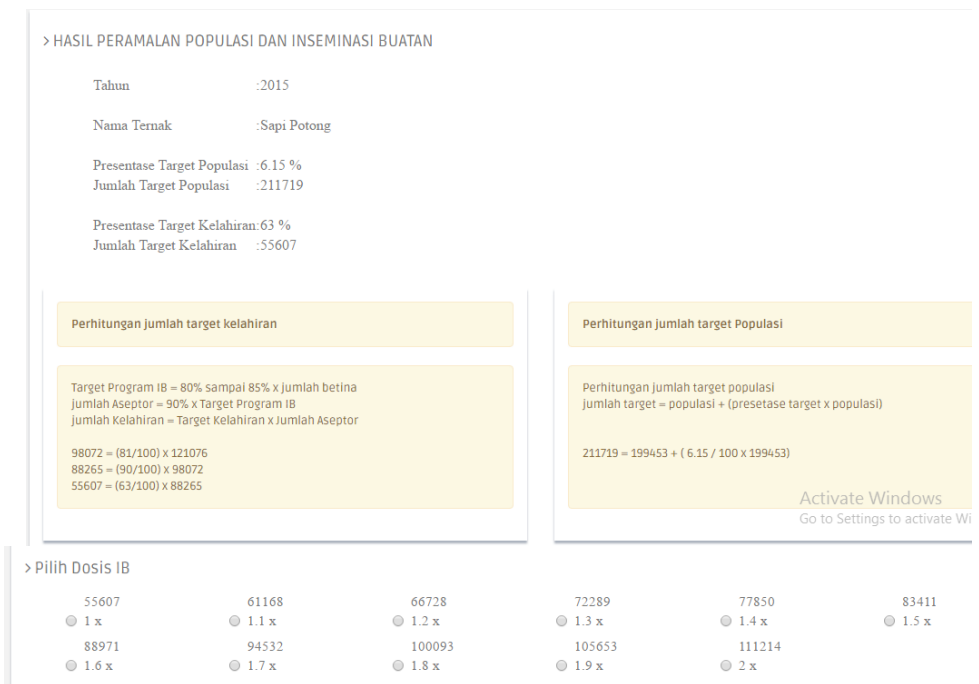 > HASIL PERAMALAN POPULASI DAN INSEMINASI BUATAN
Tahun :2015
Nama Ternak :Sapi Potong
Presentase Target Populasi :6.15 %
Jumlah Target Populasi :211719
Presentase Target Kelahiran:63 %
Jumlah Target Kelahiran :55607
Perhitungan jumlah target kelahiran
Target Program IB = 80% sampai 85% x jumlah betina
jumlah Aseptor = 90% x Target Program IB
jumlah Kelahiran = Target Kelahiran x Jumlah Aseptor
98072 = (81/100) x 121076
88265 = (90/100) x 98072
55607 = (63/100) x 88265
Perhitungan jumlah target Populasi
Perhitungan jumlah target populasi
jumlah target = populasi + (presetase target x populasi)
211719 = 199453 + ( 6.15 / 100 x 199453)
Activate Windows
Go to Settings to activate Wi
> Pilih Dosis IB
55607 61168 66728 72289 77850 83411
1 x 1.1 x 1.2 x 1.3 x 1.4 x 1.5 x
88971 94532 100093 105653 111214
1.6 x 1.7 x 1.8 x 1.9 x 2 x